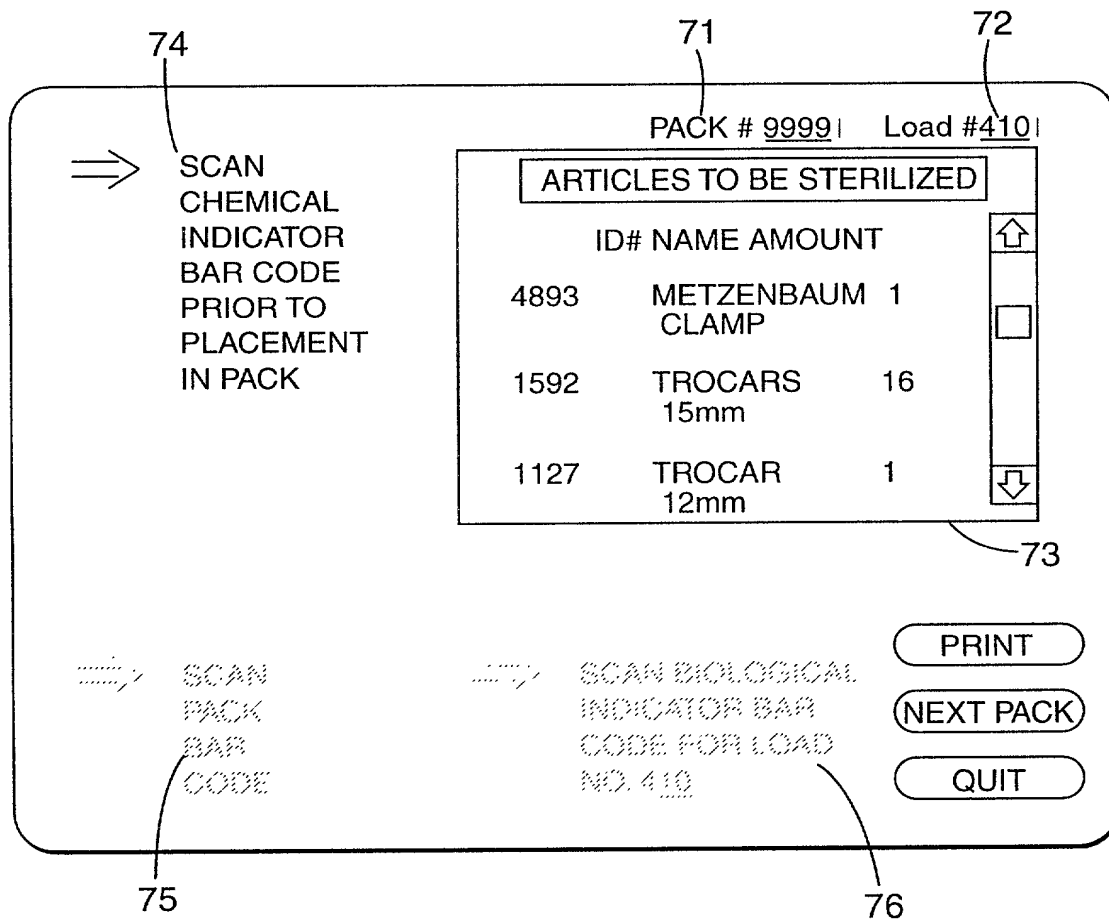 71
72
74
PACK # 9999 Load #410
SCAN
CHEMICAL
INDICATOR
BAR CODE
PRIOR TO
PLACEMENT
IN PACK
ARTICLES TO BE STERILIZED
ID# NAME AMOUNT
4893 METZENBAUM 1
CLAMP
1592 TROCARS 16
15mm
1127 TROCAR 1
12mm
73
SCAN
PACK
BAR
CODE
SCAN BIOLOGICAL
INDICATOR BAR
CODE FOR LOAD
NO. 410
PRINT
NEXT PACK
QUIT
75
76